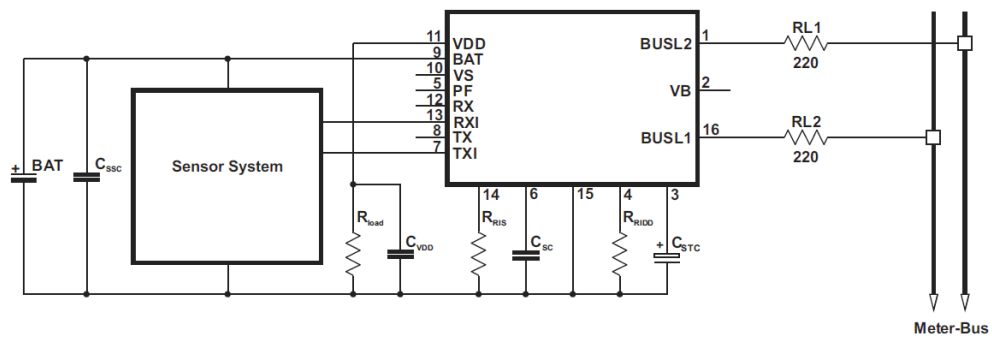 11 VDD
9 BAT
10 VS
5 PF
12 RX
13 RXI
8 TX
7 TXI
BUSL2 1
VB 2
BUSL1 16
RL1
220
RL2
220
14
6
15
4
3
Sensor System
BAT
CSSC
Rload
CVDD
RRIS
CSC
RRIDD
CSTC
+
+
Meter-Bus